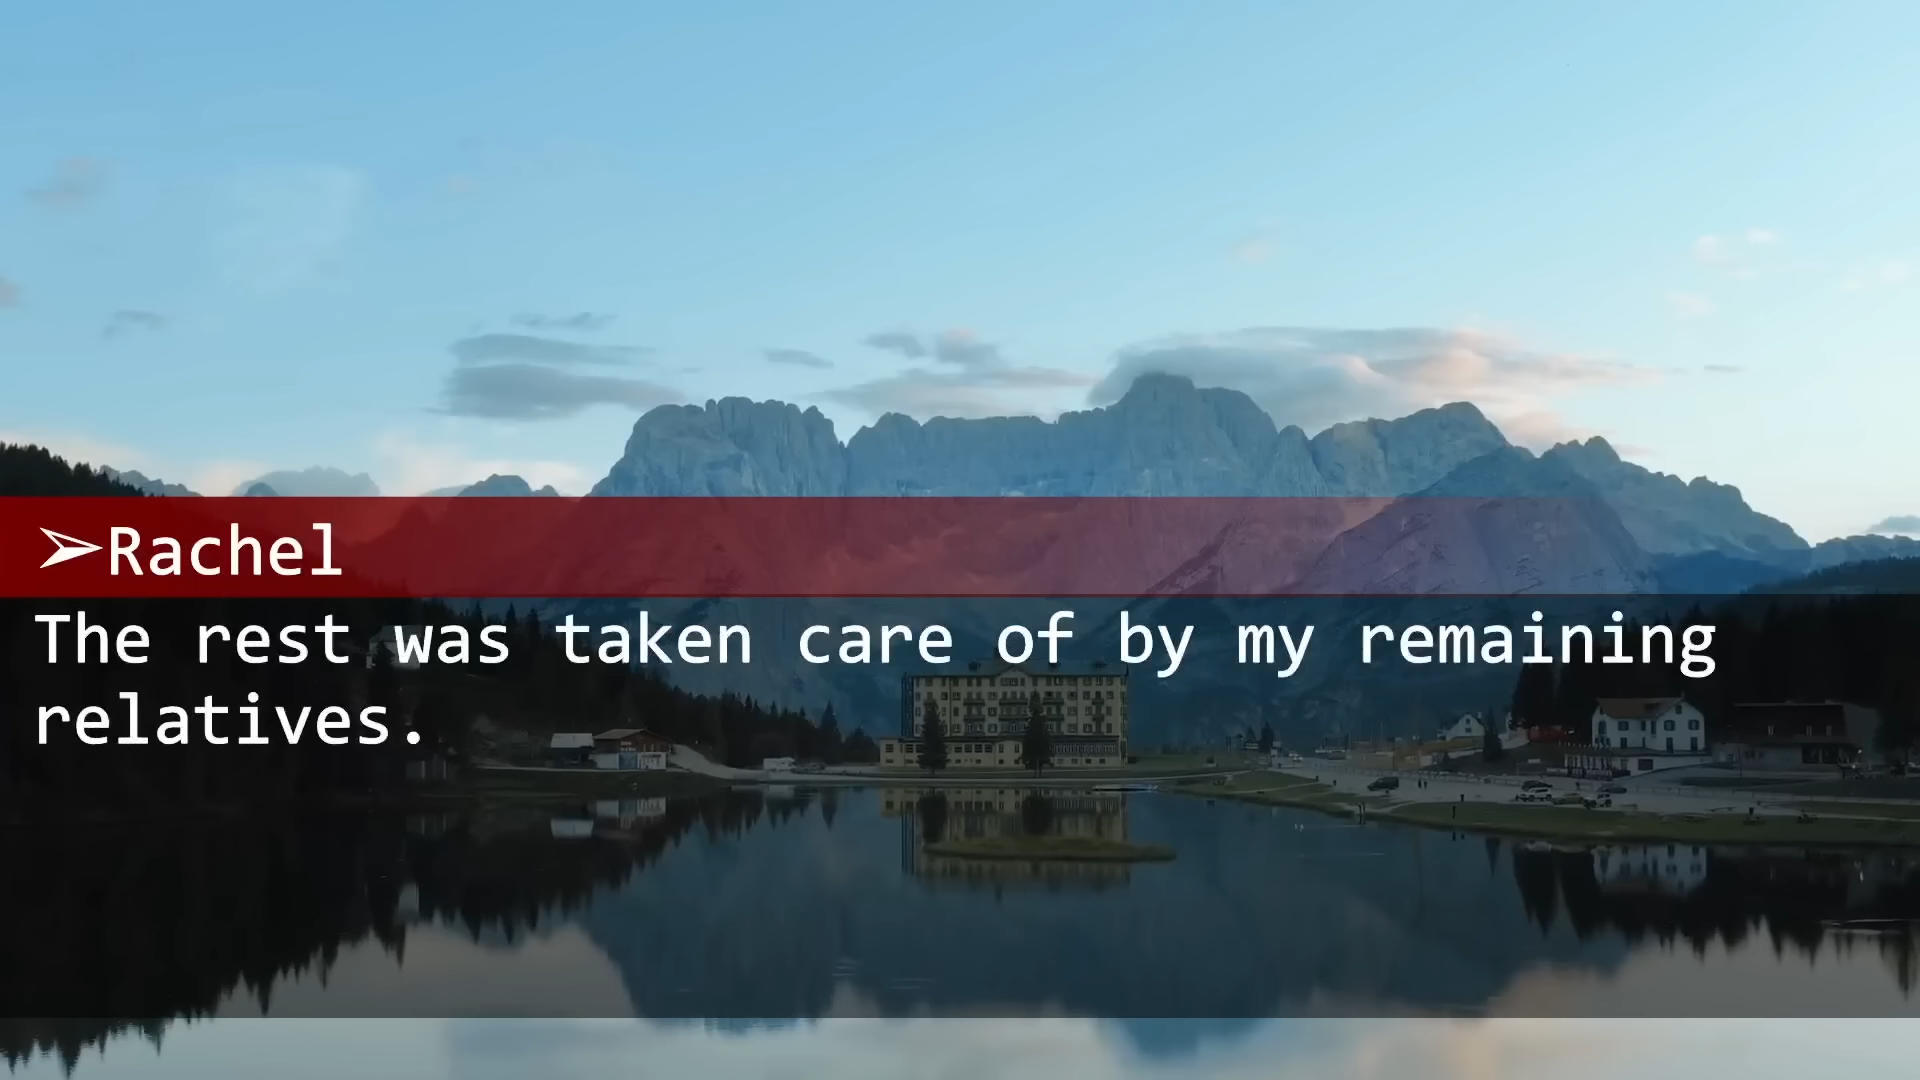 ➢Rachel
The rest was taken care of by my remaining
relatives.